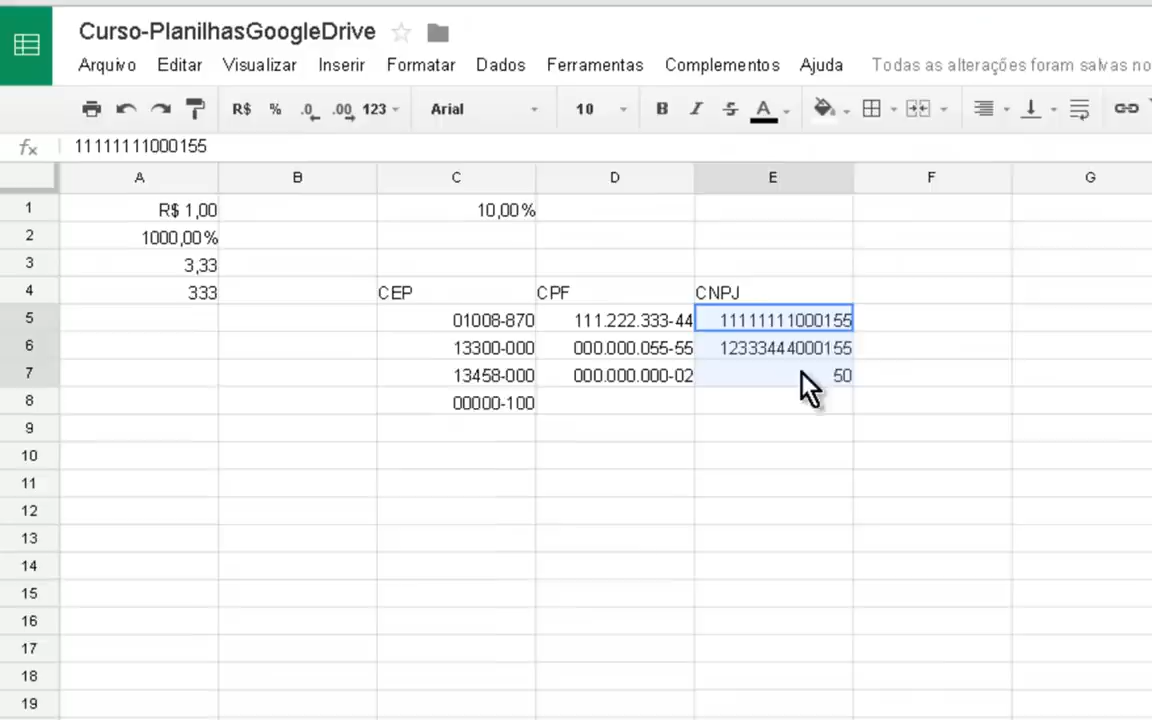 Curso-PlanilhasGoogleDrive
Arquivo Editar Visualizar Inserir Formatar Dados Ferramentas Complementos Ajuda Todas as alterações foram salvas no
R$ % .0 .00 123 Arial 10 B I S A
fx 11111111000155
A B C D E F G
1 R$ 1,00 10,00%
2 1000,00%
3 3,33
4 333 CEP CPF CNPJ
5 01008-870 111.222.333-44 11111111000155
6 13300-000 000.000.055-55 12333444000155
7 13458-000 000.000.000-02 50
8 00000-100
9
10
11
12
13
14
15
16
17
18
19